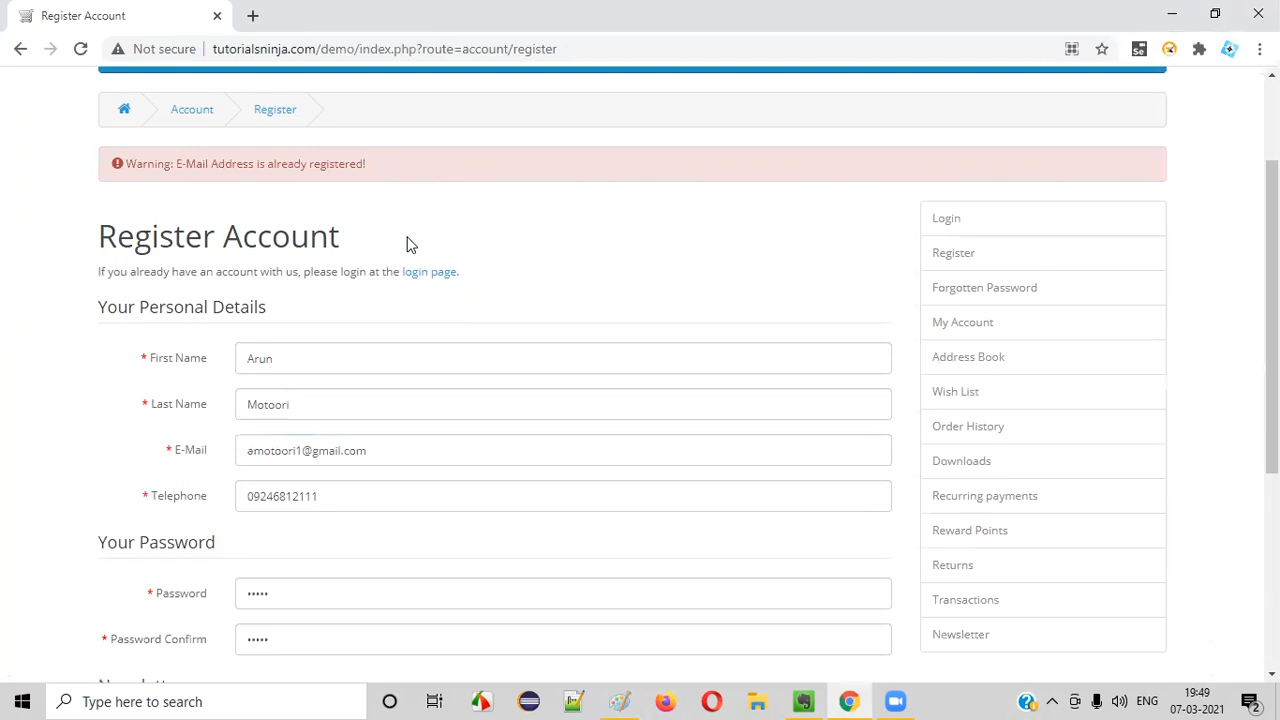 Register Account
Not secure
tutorialsninja.com/demo/index.php?route=account/register
Se
Account
Register
Warning: E-Mail Address is already registered!
Register Account
If you already have an account with us, please login at the login page.
Your Personal Details
* First Name
Arun
* Last Name
Motoori
* E-Mail
amotoori1@gmail.com
* Telephone
09246812111
Your Password
* Password
•••••
* Password Confirm
•••••
Login
Register
Forgotten Password
My Account
Address Book
Wish List
Order History
Downloads
Recurring payments
Reward Points
Returns
Transactions
Newsletter
Type here to search
ENG
19:49
07-03-2021
2